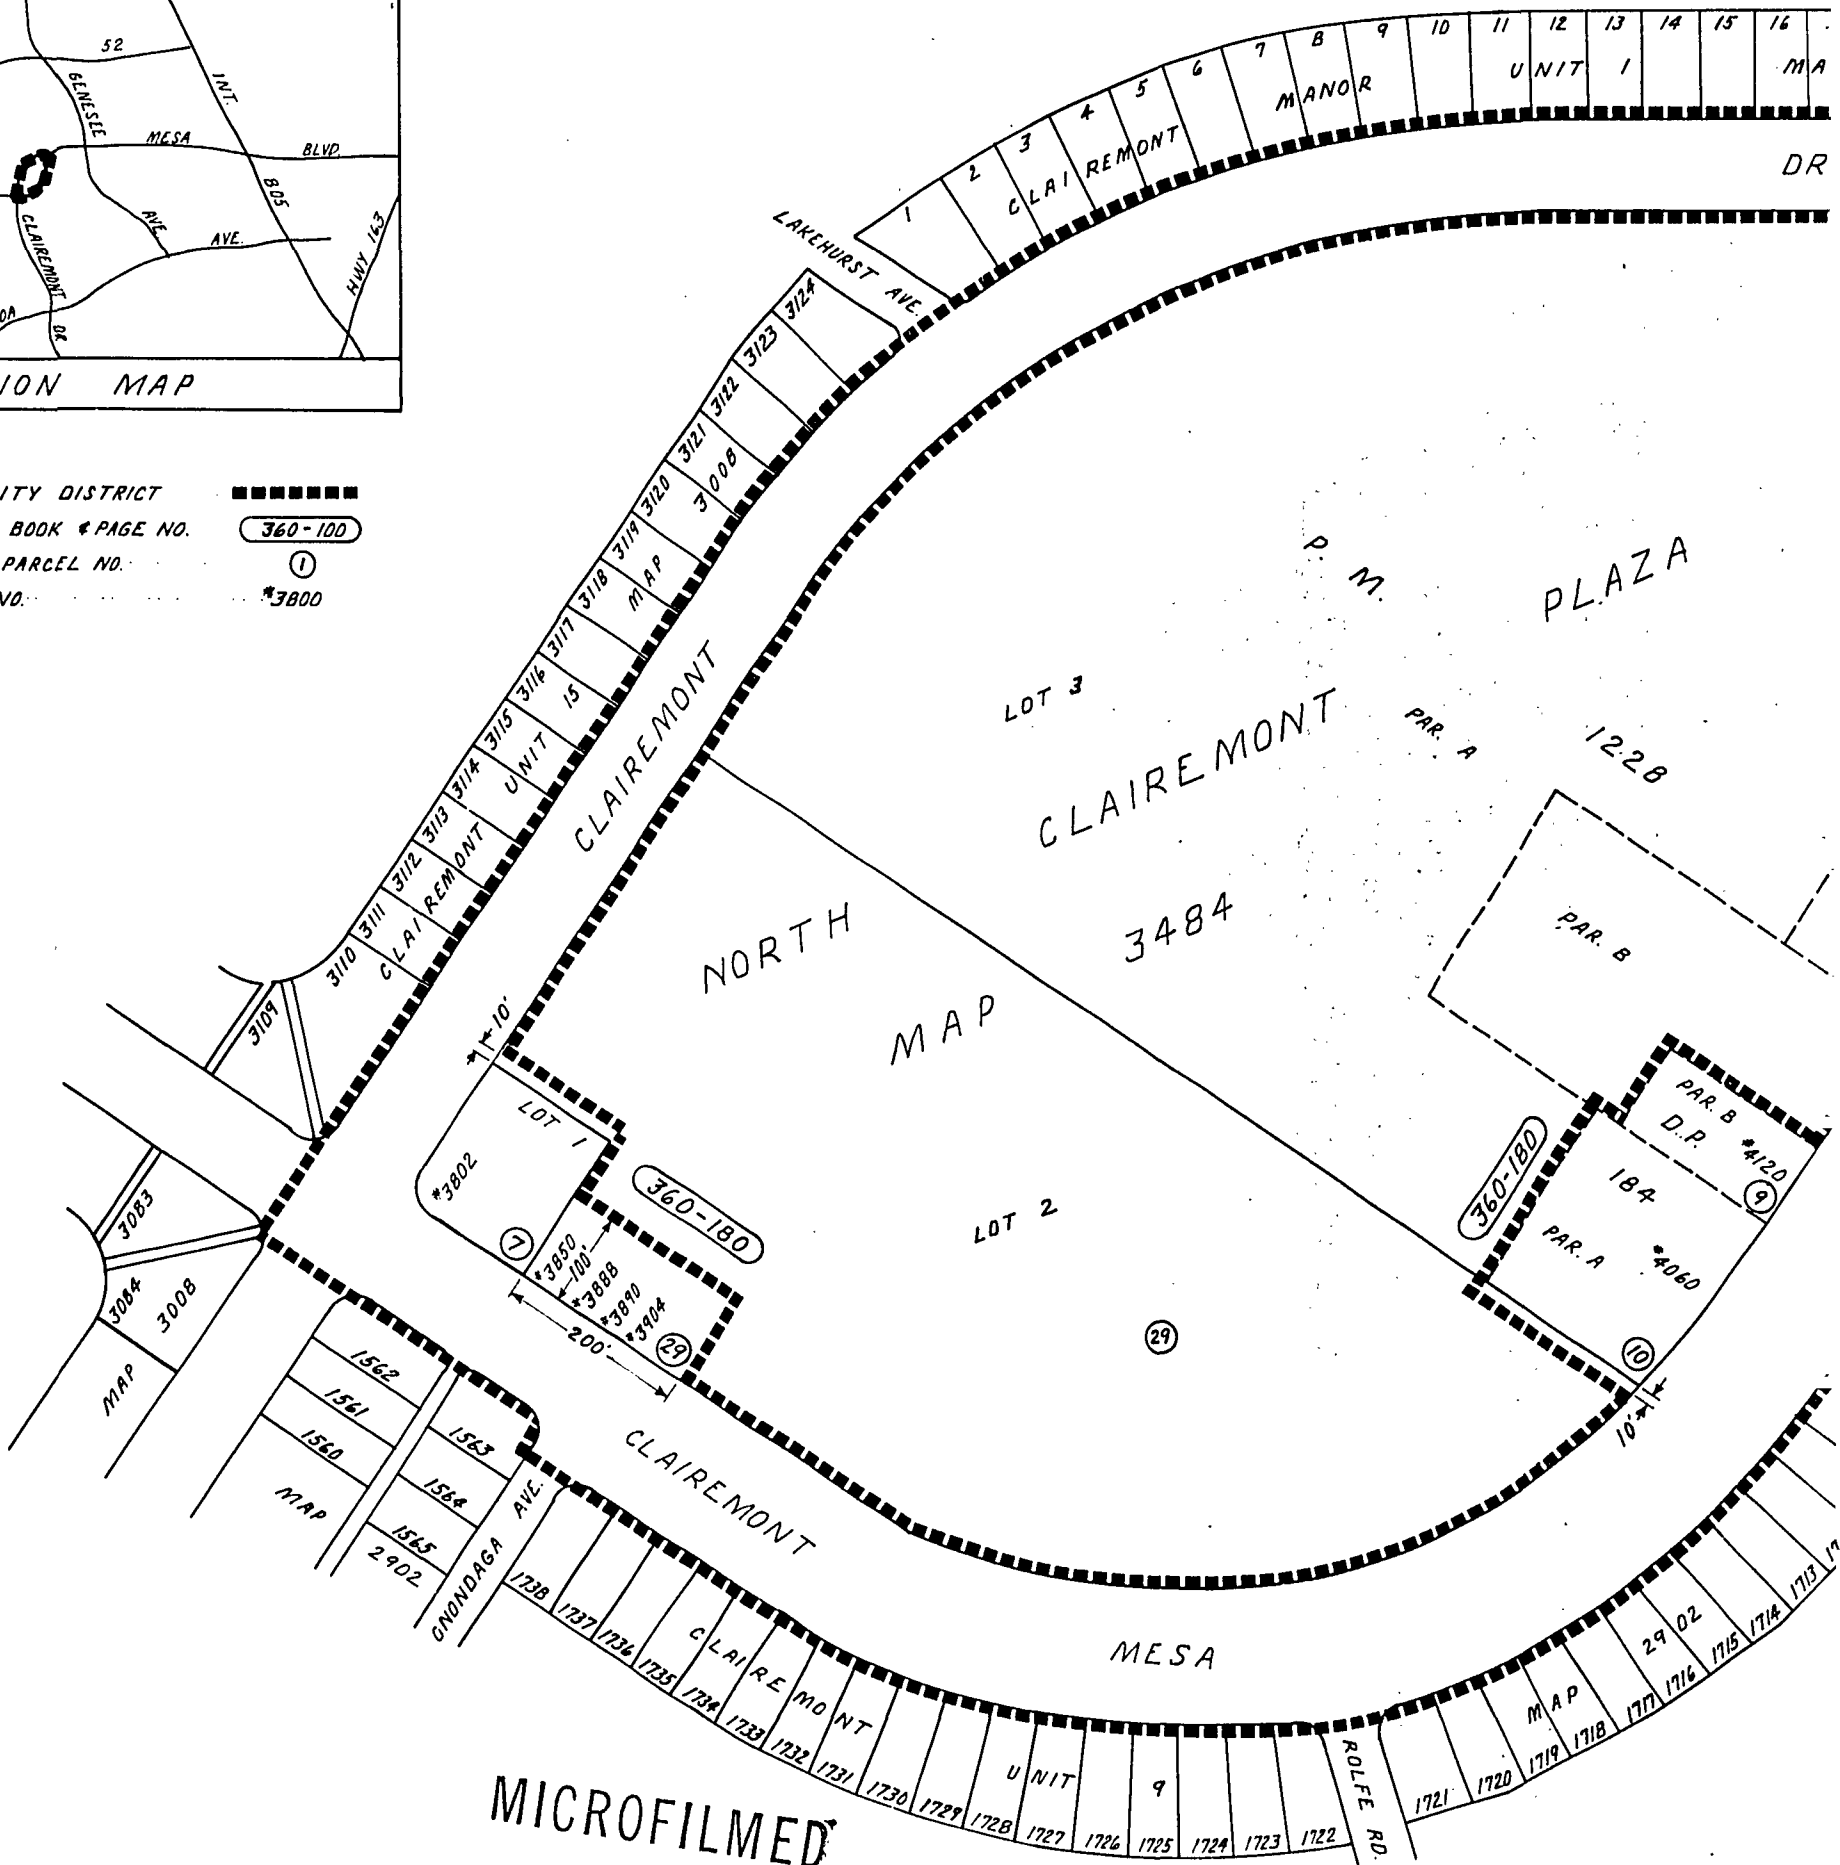 52
GENESEE
INT.
805
MESA
BLVD.
AVE.
AVE.
CLAIREMONT
DR
HWY 163
DA
ION MAP
ITY DISTRICT
BOOK & PAGE NO. 360-100
PARCEL NO. 1
NO. #3800
1
2
3
4
5
6
7
8
9
10
11
12
13
14
15
16
CLAIREMONT
MANOR
UNIT 1
MA
DR
LAKEHURST AVE.
3124
3123
3122
3121
3120
3119
3118
3117
3116
3115
3114
3113
3112
3111
3110
3109
CLAIREMONT
UNIT
15
MAP
3008
CLAIREMONT
LOT 3
P. M.
PLAZA
CLAIREMONT
PAR. A
1228
NORTH
3484
MAP
PAR. B
10'
LOT 1
#3802
7
360-180
#3850
100'
#3888
#3890
#3904
29
200'
LOT 2
29
360-180
PAR. B
D.P.
#4120
9
184
PAR. A
#4060
10
10'
3083
3084
3008
MAP
1562
1561
1560
MAP
1563
1564
1565
2902
ONONDAGA AVE.
CLAIREMONT
MESA
1738
1737
1736
1735
1734
1733
1732
1731
1730
1729
1728
1727
1726
1725
1724
1723
1722
CLAIREMONT
UNIT
9
ROLFE RD.
1721
1720
1719
1718
1717
1716
1715
1714
1713
17
MAP
2902
MICROFILMED